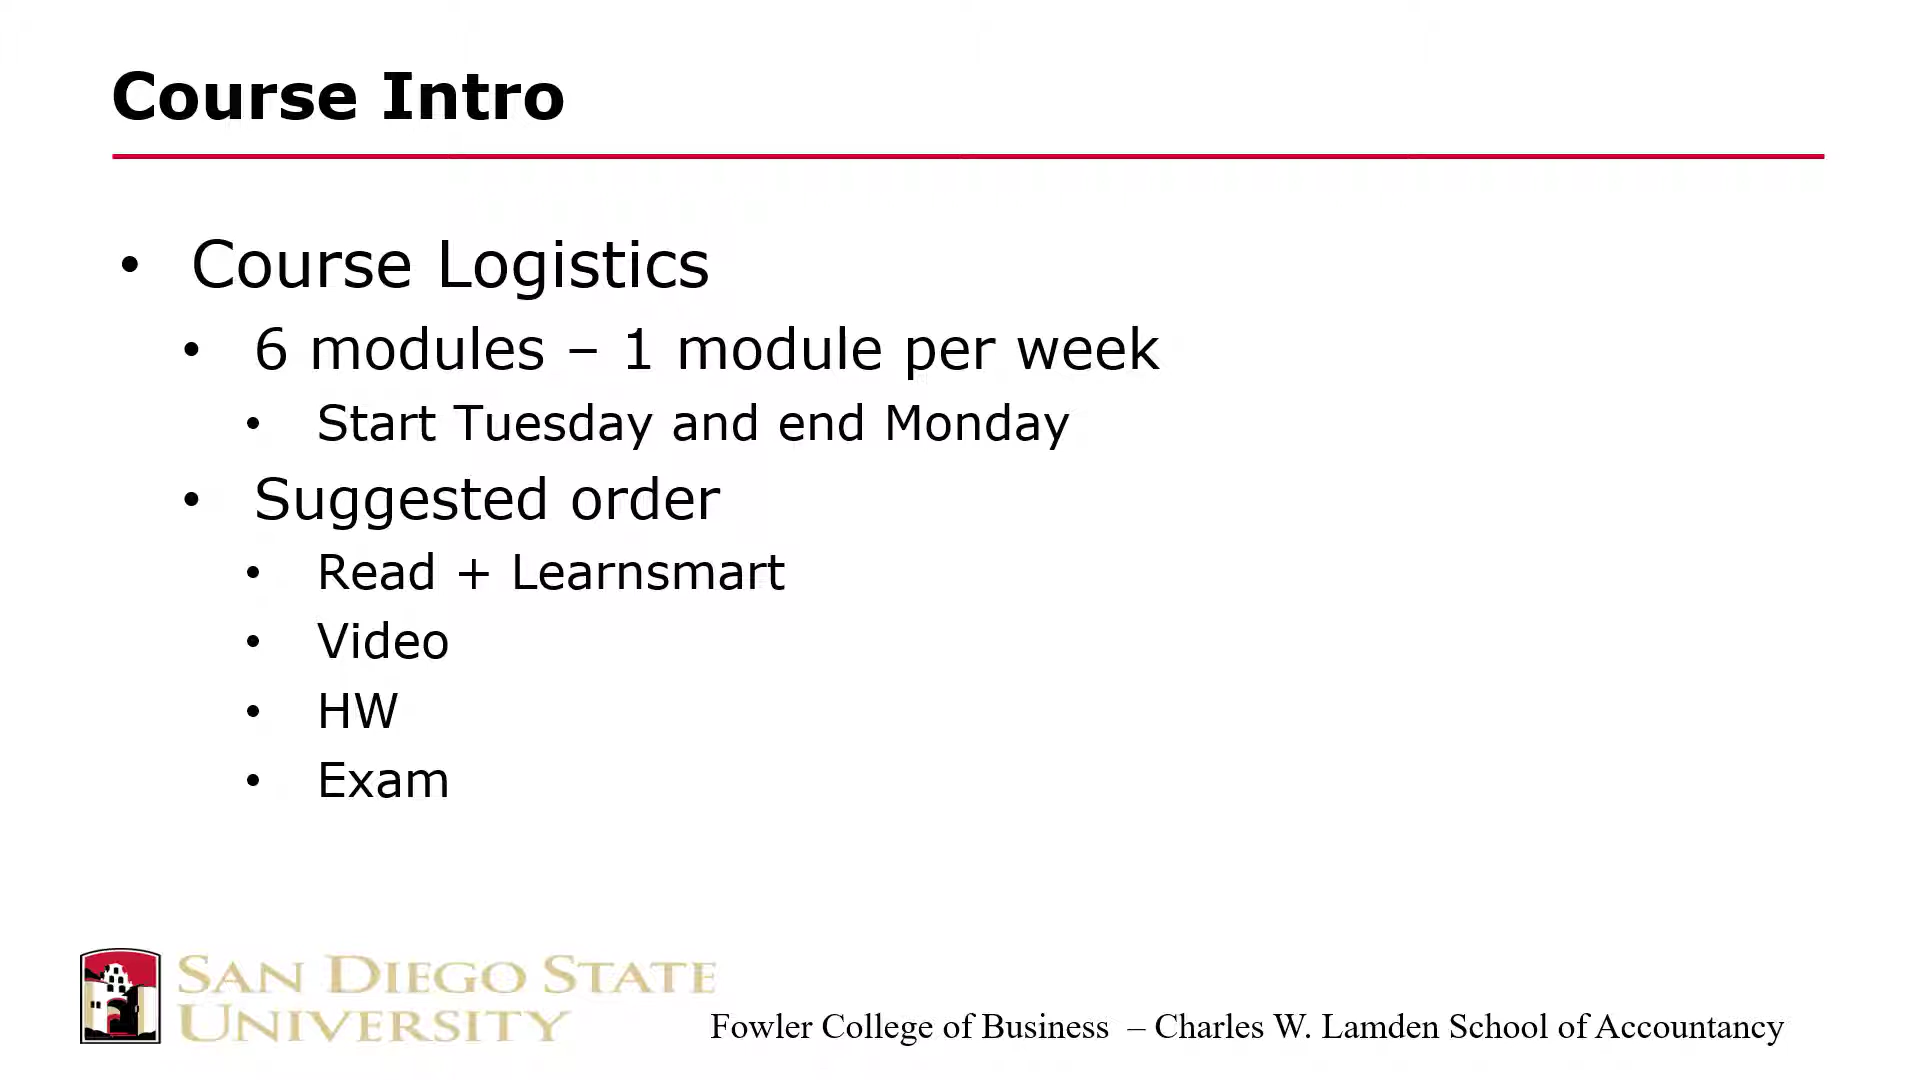 Course Intro
• Course Logistics
• 6 modules – 1 module per week
• Start Tuesday and end Monday
• Suggested order
• Read + Learnsmart
• Video
• HW
• Exam
SAN DIEGO STATE
UNIVERSITY
Fowler College of Business – Charles W. Lamden School of Accountancy